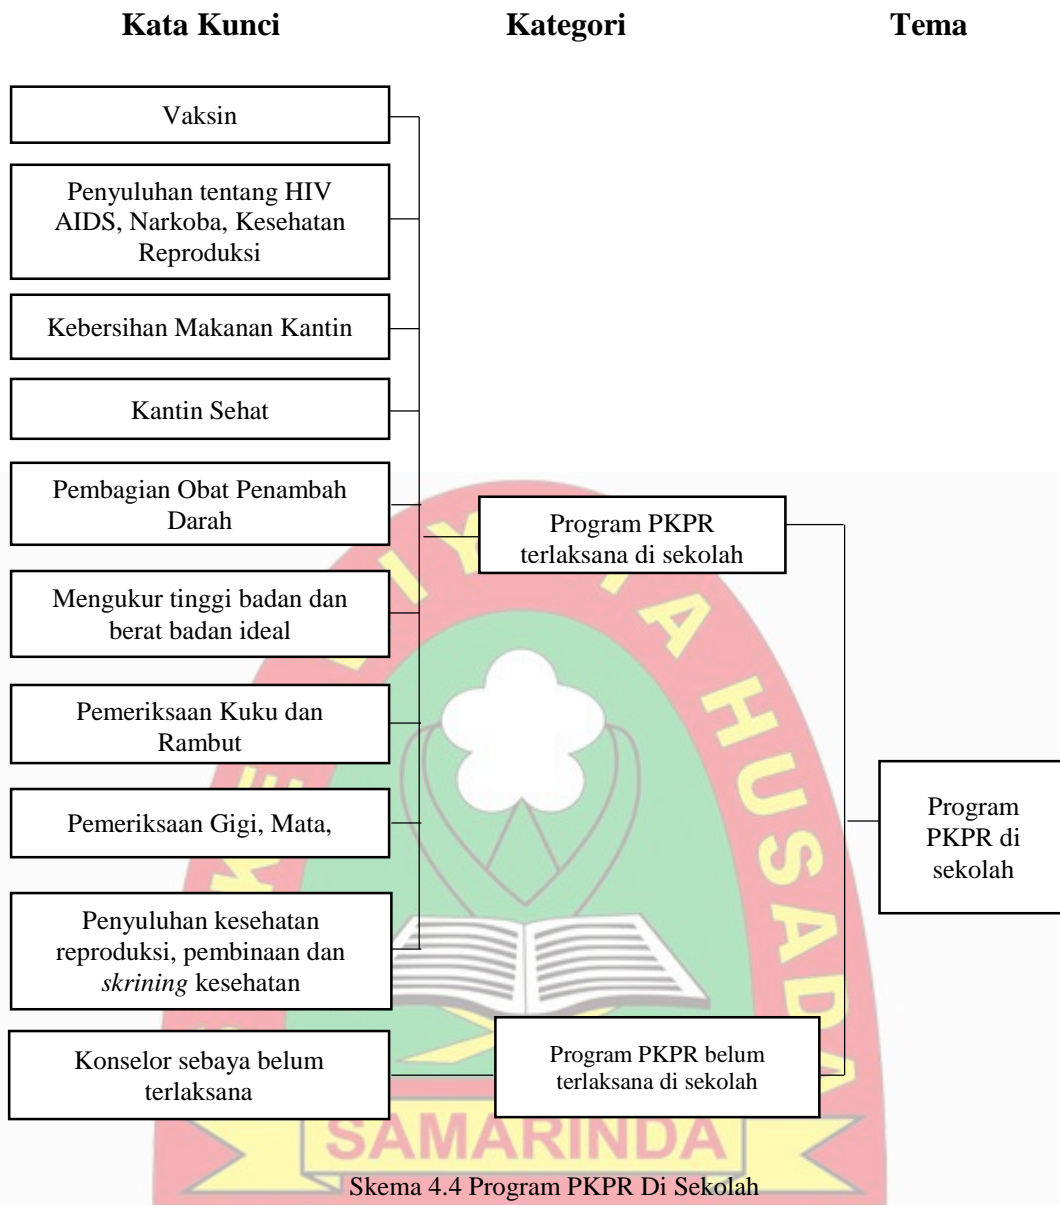 Kata Kunci
Kategori
Tema
Vaksin
Penyuluhan tentang HIV
AIDS, Narkoba, Kesehatan
Reproduksi
Kebersihan Makanan Kantin
Kantin Sehat
Pembagian Obat Penambah
Darah
Mengukur tinggi badan dan
berat badan ideal
Pemeriksaan Kuku dan
Rambut
Pemeriksaan Gigi, Mata,
Penyuluhan kesehatan
reproduksi, pembinaan dan
skrining kesehatan
Konselor sebaya belum
terlaksana
Program PKPR
terlaksana di sekolah
Program PKPR belum
terlaksana di sekolah
Program
PKPR di
sekolah
HUSADA
SAMARINDA
Skema 4.4 Program PKPR Di Sekolah